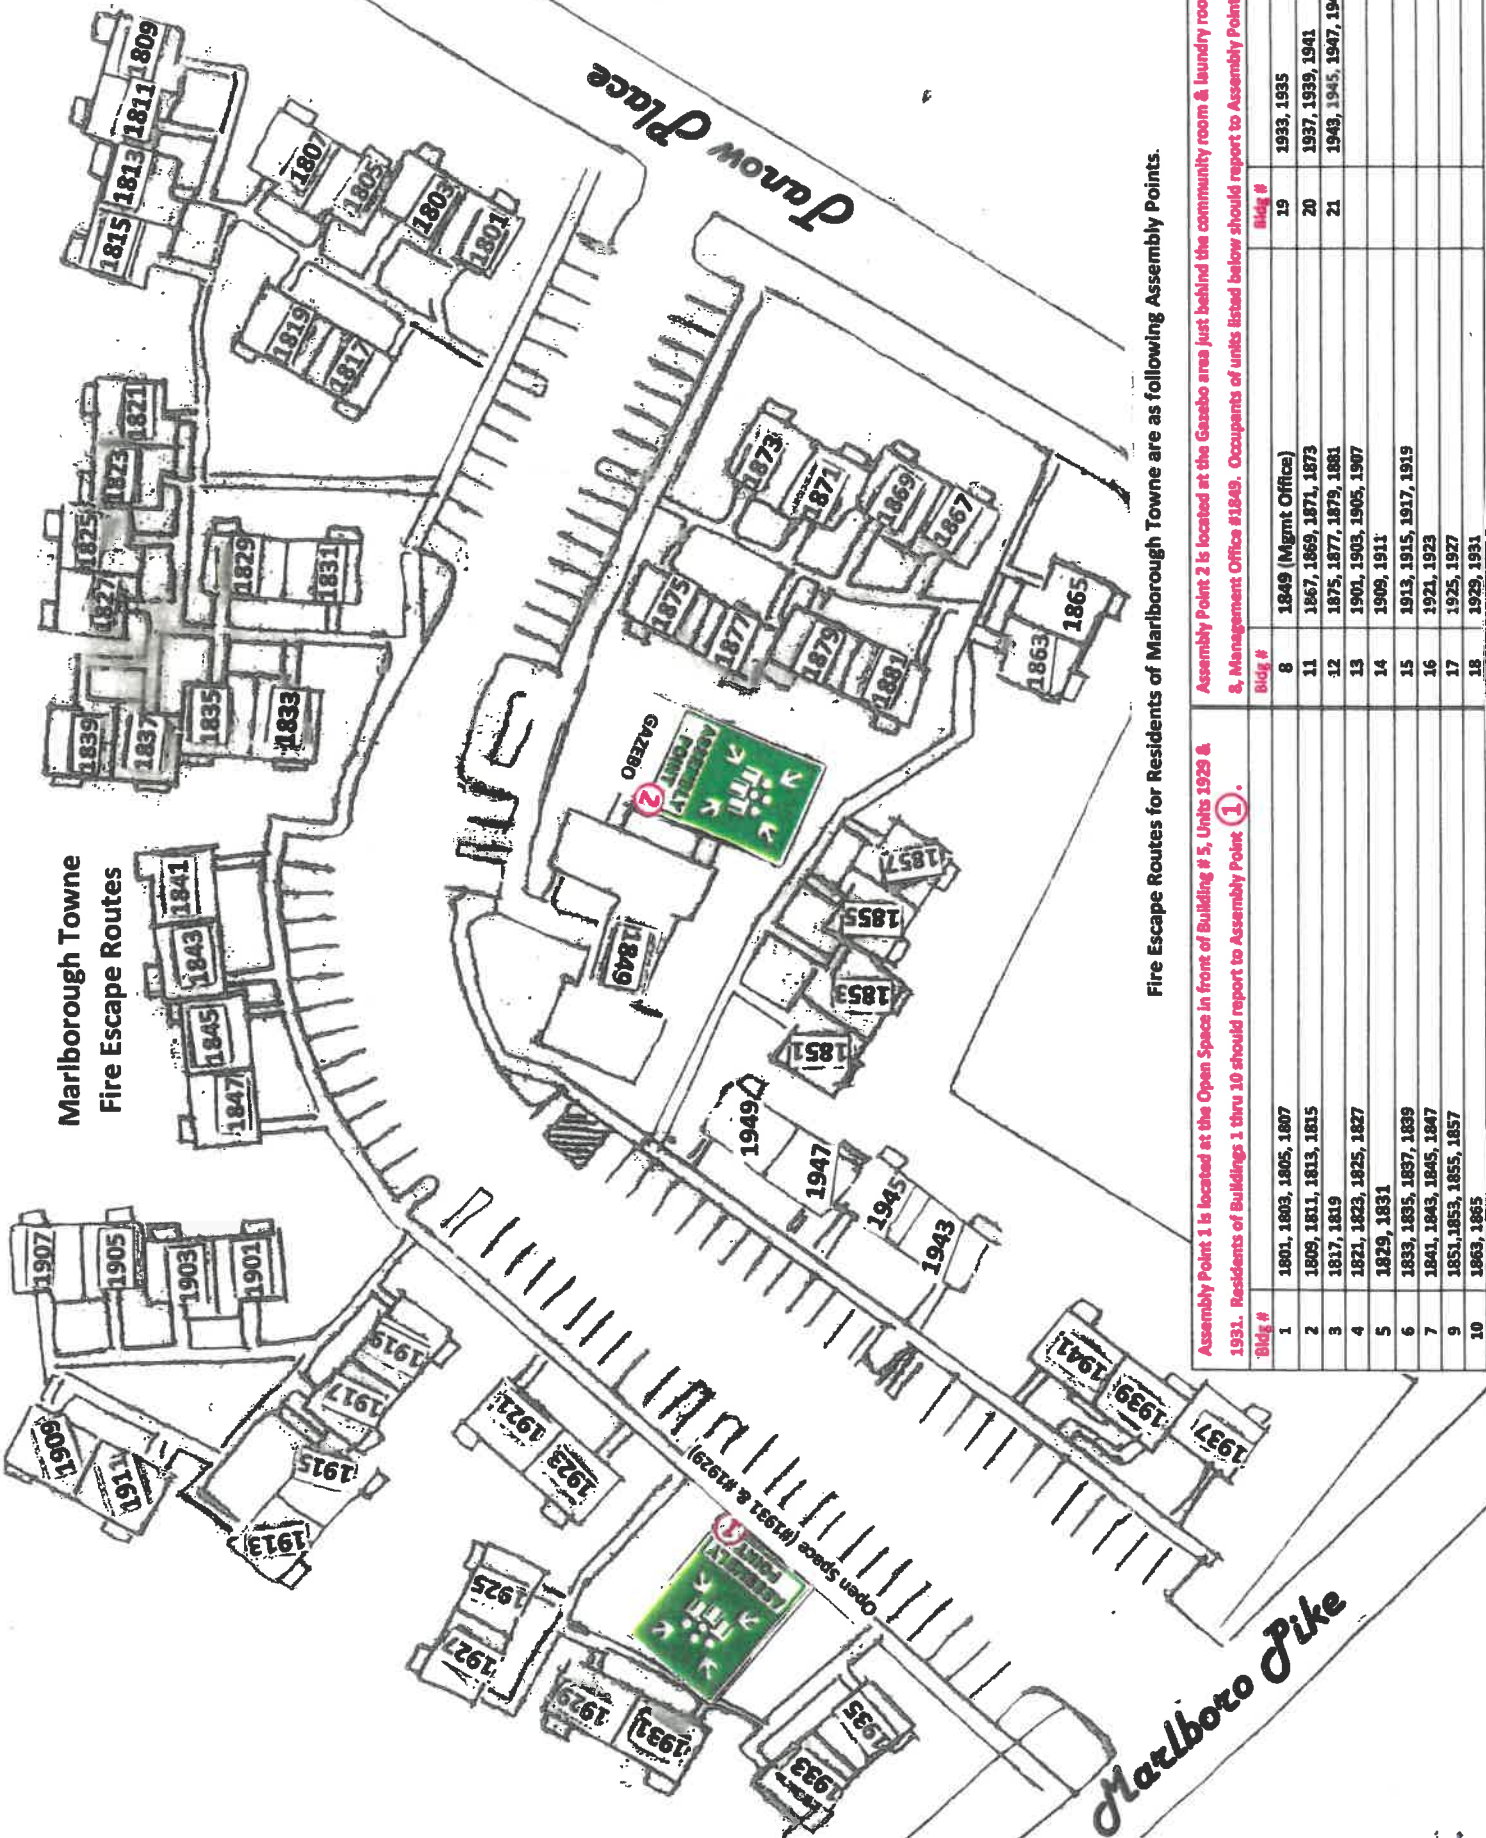 Marlborough Towne
Fire Escape Routes
Janow Place
Marlboro Pike
1809
1811
1813
1815
1807
1805
1803
1801
1819
1817
1821
1823
1825
1827
1829
1831
1839
1837
1835
1833
1841
1843
1845
1847
1873
1871
1869
1867
1875
1877
1879
1881
1865
1863
GAZEBO
2
ASSEMBLY
POINT
1849
1857
1855
1853
1851
1949
1947
1945
1943
1941
1939
1937
1907
1905
1903
1901
1919
1917
1915
1913
1909
1911
1921
1923
1925
1927
1929
1931
1933
1935
Open Space (#1931 & #1929)
1
ASSEMBLY
POINT
Fire Escape Routes for Residents of Marlborough Towne are as following Assembly Points.
Assembly Point 1 is located at the Open Space in front of Building # 5, Units 1929 &
1931. Residents of Buildings 1 thru 10 should report to Assembly Point 1.
Bldg #
1 1801, 1803, 1805, 1807
2 1809, 1811, 1813, 1815
3 1817, 1819
4 1821, 1823, 1825, 1827
5 1829, 1831
6 1833, 1835, 1837, 1839
7 1841, 1843, 1845, 1847
9 1851,1853, 1855, 1857
10 1863, 1865
Assembly Point 2 is located at the Gazebo area just behind the community room & laundry
8, Management Office #1849. Occupants of units listed below should report to Assembly
Bldg # Bldg #
8 1849 (Mgmt Office) 19 1933, 1935
11 1867, 1869, 1871, 1873 20 1937, 1939, 1941
12 1875, 1877, 1879, 1881 21 1943, 1945, 1947,
13 1901, 1903, 1905, 1907
14 1909, 1911
15 1913, 1915, 1917, 1919
16 1921, 1923
17 1925, 1927
18 1929, 1931